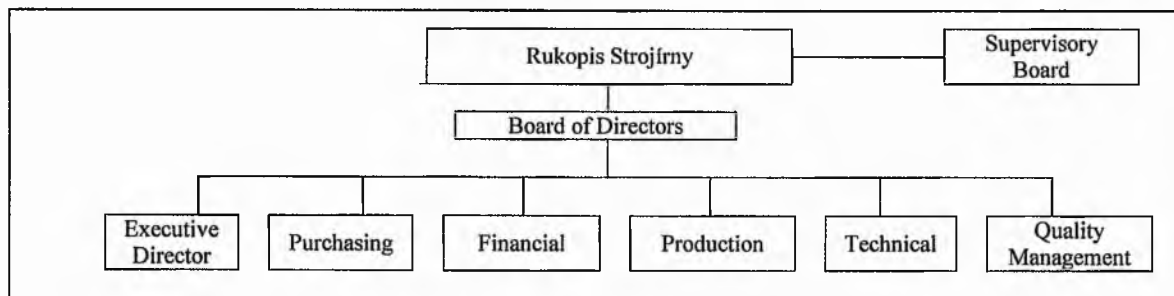 Rukopis Strojírny
Supervisory
Board
Board of Directors
Executive
Director
Purchasing
Financial
Production
Technical
Quality
Management